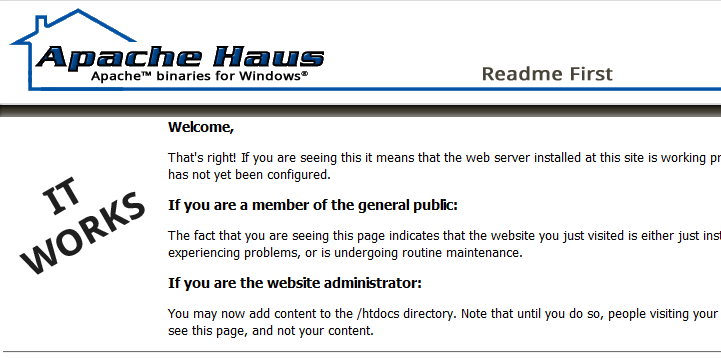 Apache Haus
Apache™ binaries for Windows®
Readme First
Welcome,
That's right! If you are seeing this it means that the web server installed at this site is working
has not yet been configured.
IT
WORKS
If you are a member of the general public:
The fact that you are seeing this page indicates that the website you just visited is either just
experiencing problems, or is undergoing routine maintenance.
If you are the website administrator:
You may now add content to the /htdocs directory. Note that until you do so, people visiting your
see this page, and not your content.